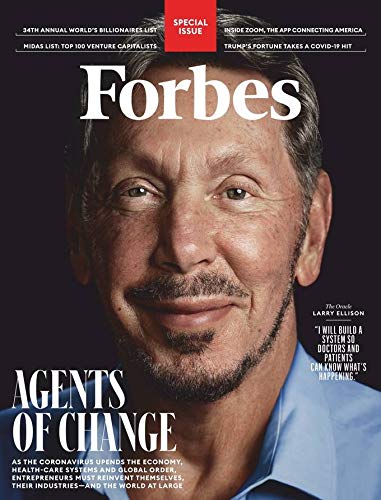 34TH ANNUAL WORLD'S BILLIONAIRES LIST
MIDAS LIST: TOP 100 VENTURE CAPITALISTS
SPECIAL
ISSUE
INSIDE ZOOM, THE APP CONNECTING AMERICA
TRUMP'S FORTUNE TAKES A COVID-19 HIT
Forbes
The Oracle
LARRY ELLISON
"I WILL BUILD A
SYSTEM SO
DOCTORS AND
PATIENTS
CAN KNOW WHAT'S
HAPPENING."
AGENTS
OF CHANGE
AS THE CORONAVIRUS UPENDS THE ECONOMY,
HEALTH-CARE SYSTEMS AND GLOBAL ORDER,
ENTREPRENEURS MUST REINVENT THEMSELVES,
THEIR INDUSTRIES—AND THE WORLD AT LARGE